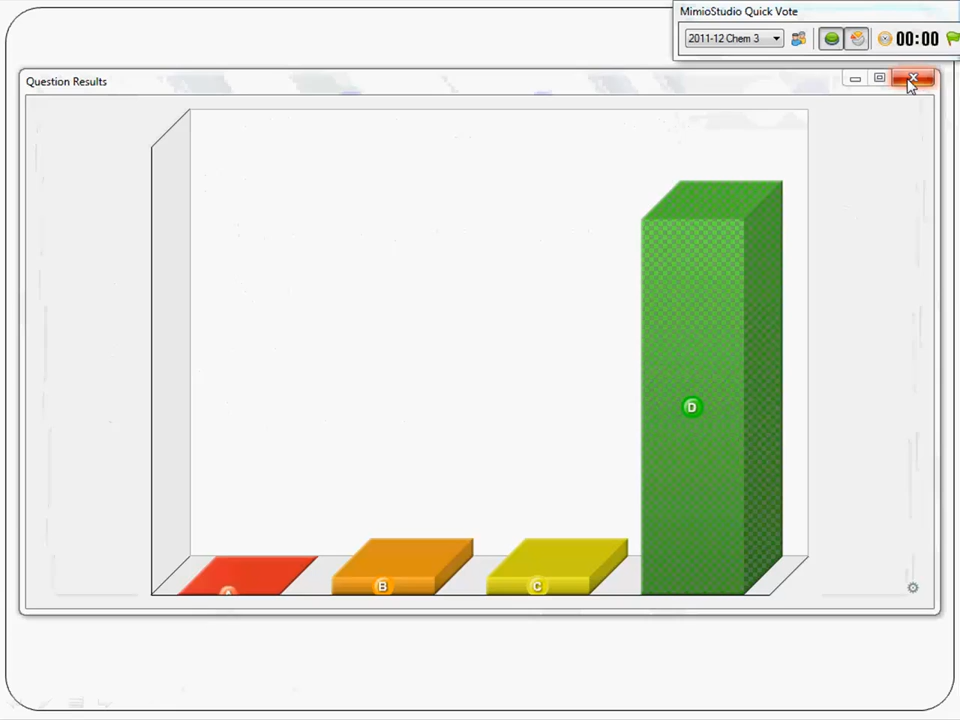 MimioStudio Quick Vote
2011-12 Chem 3
00:00
Question Results
D
A
B
C